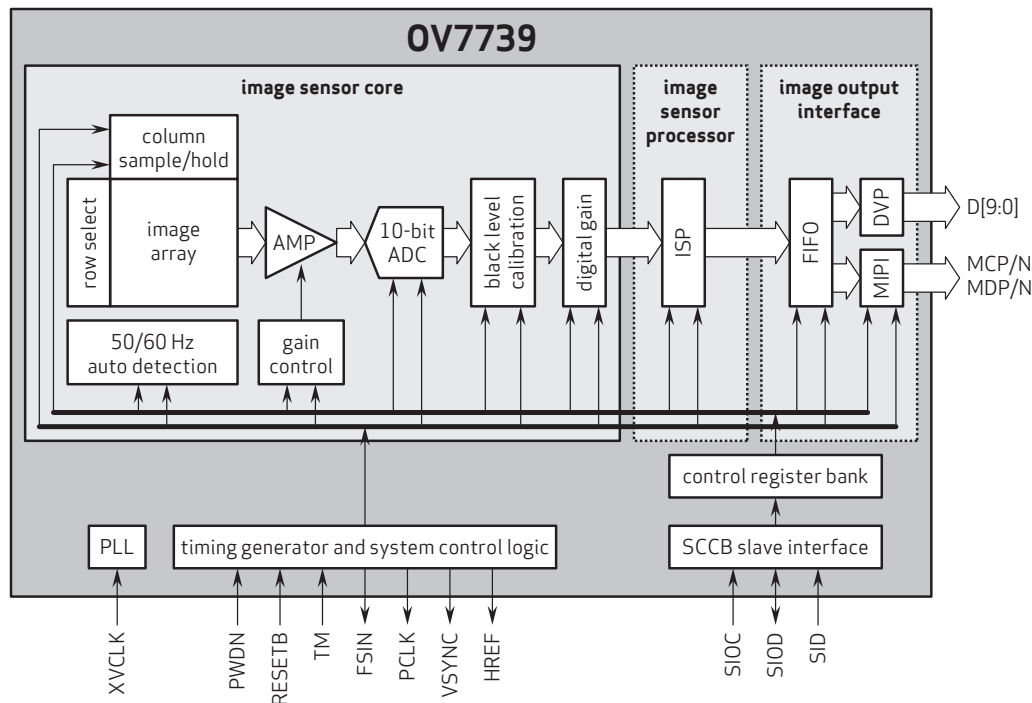 OV7739
image sensor core
image
sensor
processor
image output
interface
column
sample/hold
row select
image
array
AMP
10-bit
ADC
black level
calibration
digital gain
ISP
FIFO
DVP
MIPI
D[9:0]
MCP/N
MDP/N
50/60 Hz
auto detection
gain
control
control register bank
PLL
timing generator and system control logic
SCCB slave interface
XVCLK
PWDN
RESETB
TM
FSIN
PCLK
VSYNC
HREF
SIOC
SIOD
SID